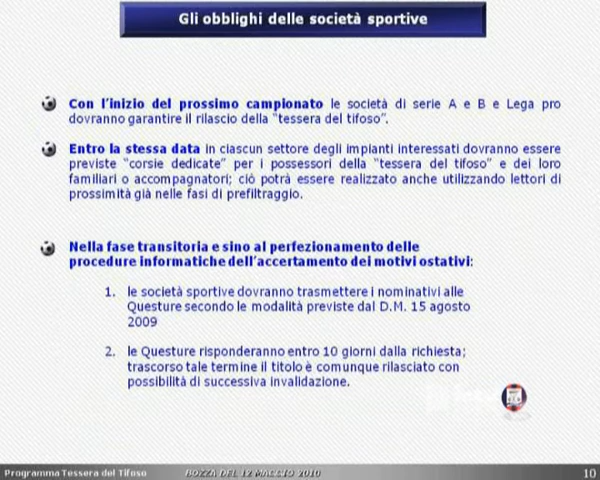 Gli obblighi delle società sportive
Con l'inizio del prossimo campionato le società di serie A e B e Lega pro
dovranno garantire il rilascio della "tessera del tifoso".
Entro la stessa data in ciascun settore degli impianti interessati dovranno essere
previste "corsie dedicate" per i possessori della "tessera del tifoso" e dei loro
familiari o accompagnatori; ciò potrà essere realizzato anche utilizzando lettori di
prossimità già nelle fasi di prefiltraggio.
Nella fase transitoria e sino al perfezionamento delle
procedure informatiche dell'accertamento dei motivi ostativi:
1. le società sportive dovranno trasmettere i nominativi alle
Questure secondo le modalità previste dal D.M. 15 agosto
2009
2. le Questure risponderanno entro 10 giorni dalla richiesta;
trascorso tale termine il titolo è comunque rilasciato con
possibilità di successiva invalidazione.
Programma Tessera del Tifoso BOZZA DEL 12 MAGGIO 2010 10